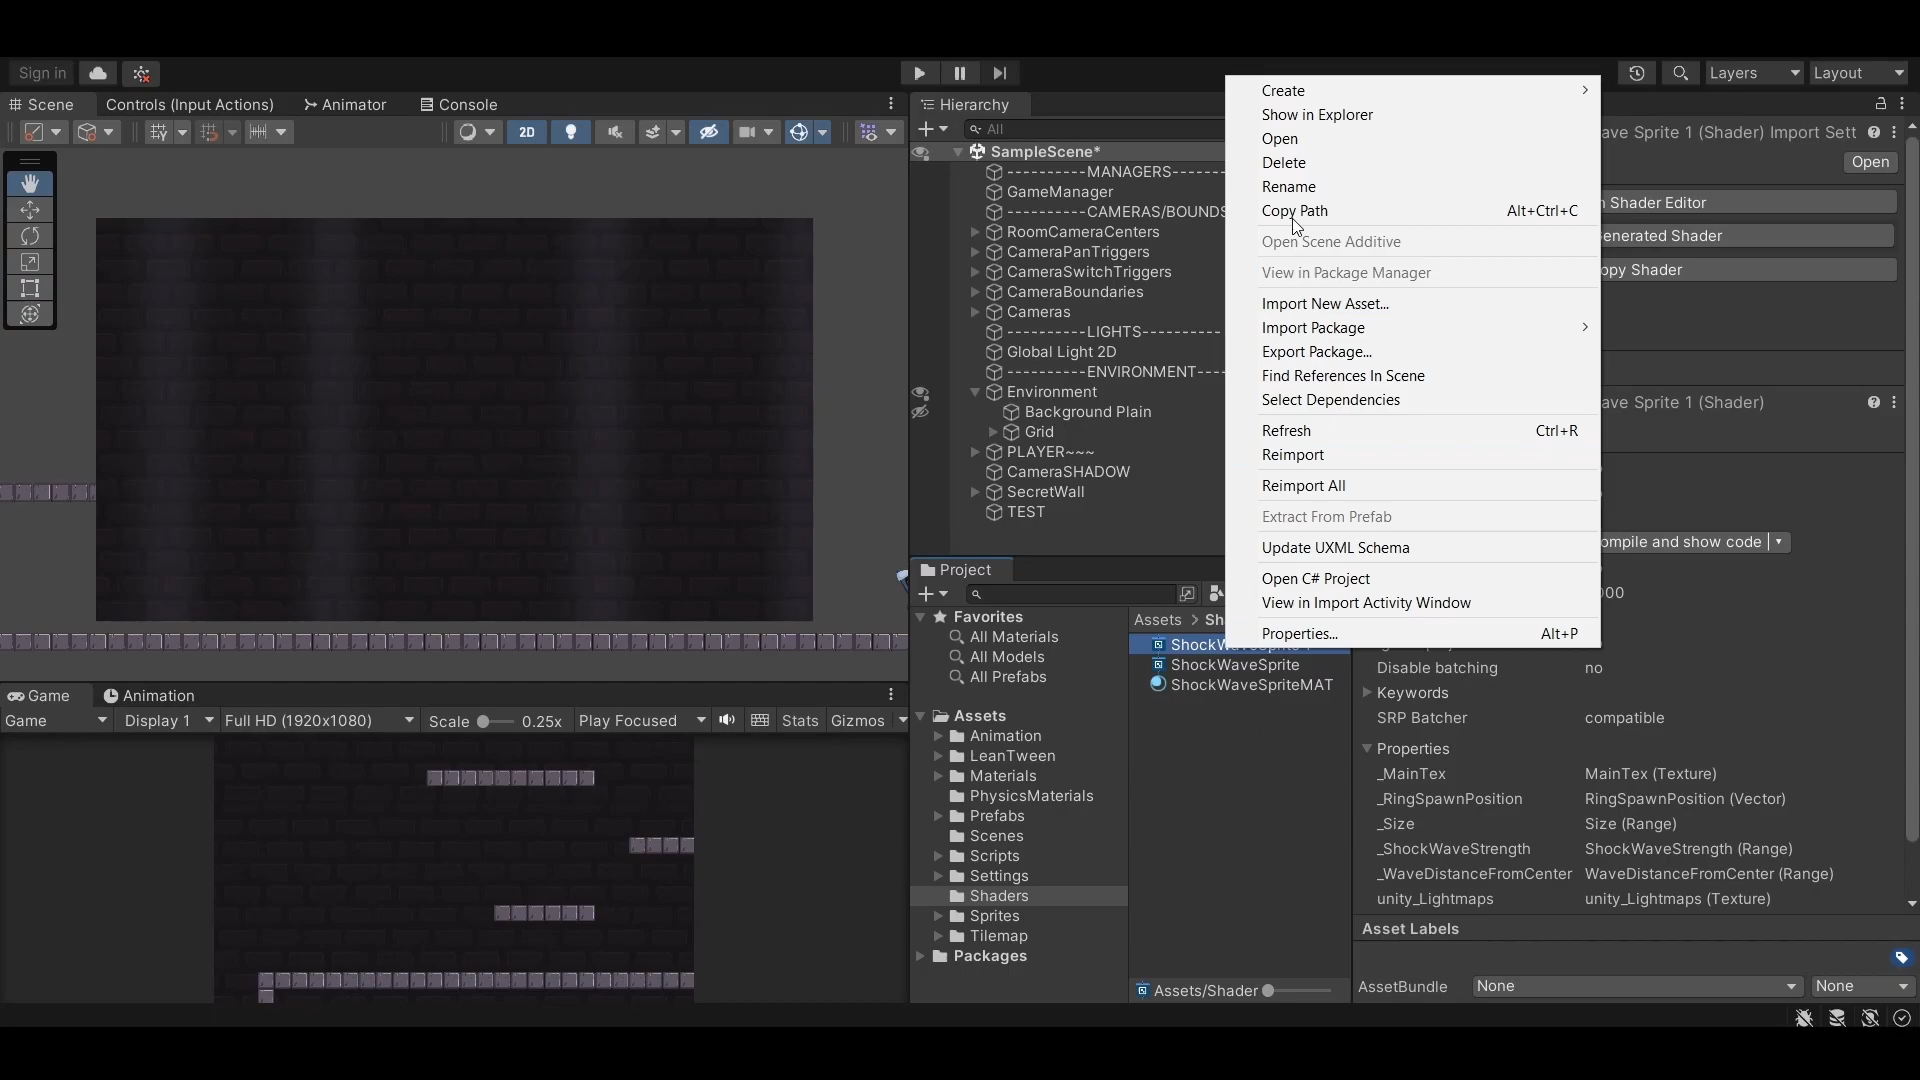 Sign in
Layers
Layout
Scene
Controls (Input Actions)
Animator
Console
2D
Hierarchy
All
SampleScene*
----------MANAGERS-------
GameManager
----------CAMERAS/BOUNDS
RoomCameraCenters
CameraPanTriggers
CameraSwitchTriggers
CameraBoundaries
Cameras
----------LIGHTS----------
Global Light 2D
----------ENVIRONMENT----
Environment
Background Plain
Grid
PLAYER~~~
CameraSHADOW
SecretWall
TEST
Create
Show in Explorer
Open
Delete
Rename
Copy Path Alt+Ctrl+C
Open Scene Additive
View in Package Manager
Import New Asset...
Import Package
Export Package...
Find References In Scene
Select Dependencies
Refresh Ctrl+R
Reimport
Reimport All
Extract From Prefab
Update UXML Schema
Open C# Project
View in Import Activity Window
Properties... Alt+P
ave Sprite 1 (Shader) Import Sett
Open
Shader Editor
enerated Shader
opy Shader
ave Sprite 1 (Shader)
ompile and show code
000
Disable batching no
Keywords
SRP Batcher compatible
Properties
_MainTex MainTex (Texture)
_RingSpawnPosition RingSpawnPosition (Vector)
_Size Size (Range)
_ShockWaveStrength ShockWaveStrength (Range)
_WaveDistanceFromCenter WaveDistanceFromCenter (Range)
unity_Lightmaps unity_Lightmaps (Texture)
Asset Labels
AssetBundle None None
Project
Favorites
All Materials
All Models
All Prefabs
Assets
Animation
LeanTween
Materials
PhysicsMaterials
Prefabs
Scenes
Scripts
Settings
Shaders
Sprites
Tilemap
Packages
Assets > Sh
ShockWaveSprite 1
ShockWaveSprite
ShockWaveSpriteMAT
Assets/Shader
Game
Animation
Game Display 1 Full HD (1920x1080) Scale 0.25x Play Focused Stats Gizmos